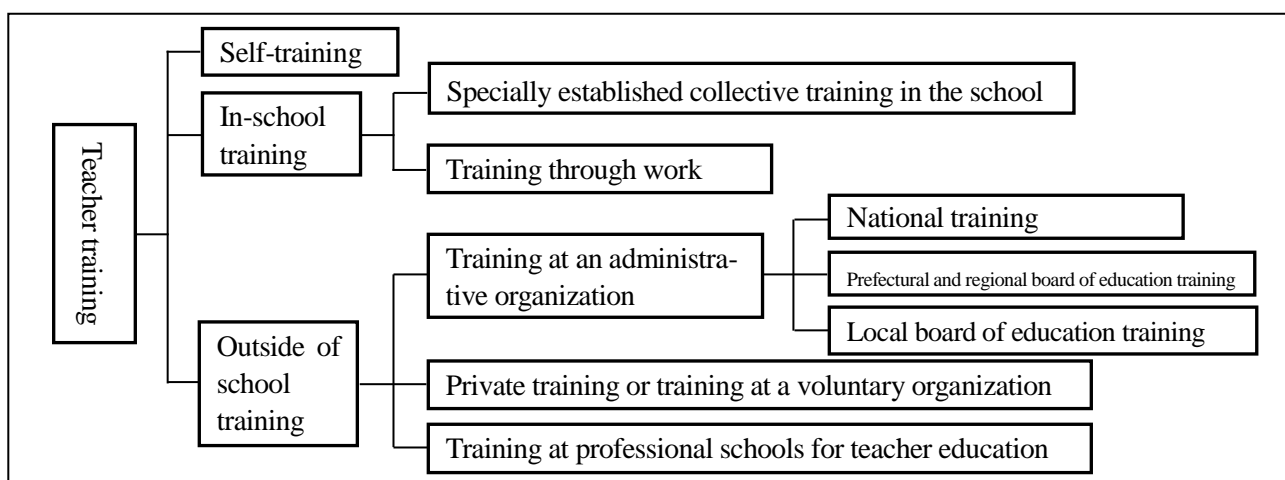 Teacher training
Self-training
In-school
training
Specially established collective training in the school
Training through work
Outside of
school
training
Training at an administra-
tive organization
National training
Prefectural and regional board of education training
Local board of education training
Private training or training at a voluntary organization
Training at professional schools for teacher education